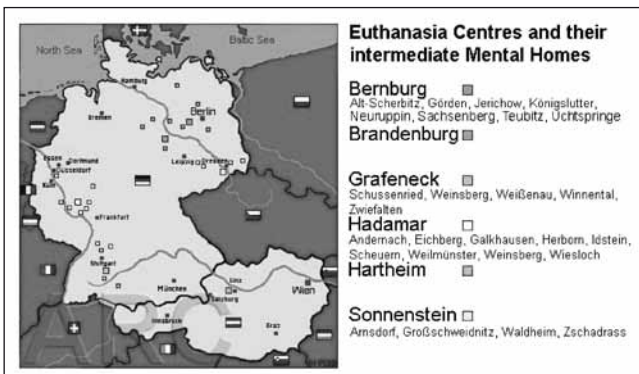 Euthanasia Centres and their
intermediate Mental Homes
North Sea
Baltic Sea
Hamburg
Bremen
Berlin
Essen
Dortmund
Düsseldorf
Köln
Leipzig
Dresden
Frankfurt
Stuttgart
München
Linz
Wien
Salzburg
Innsbruck
Graz
ARC
Bernburg
Alt-Scherbitz, Görden, Jerichow, Königslutter,
Neuruppin, Sachsenberg, Teubitz, Uchtspringe
Brandenburg
Grafeneck
Schussenried, Weinsberg, Weißenau, Winnental,
Zwiefalten
Hadamar
Andernach, Eichberg, Galkhausen, Herborn, Idstein,
Scheuern, Weilmünster, Weinsberg, Wiesloch
Hartheim
Sonnenstein
Arnsdorf, Großschweidnitz, Waldheim, Zschadrass